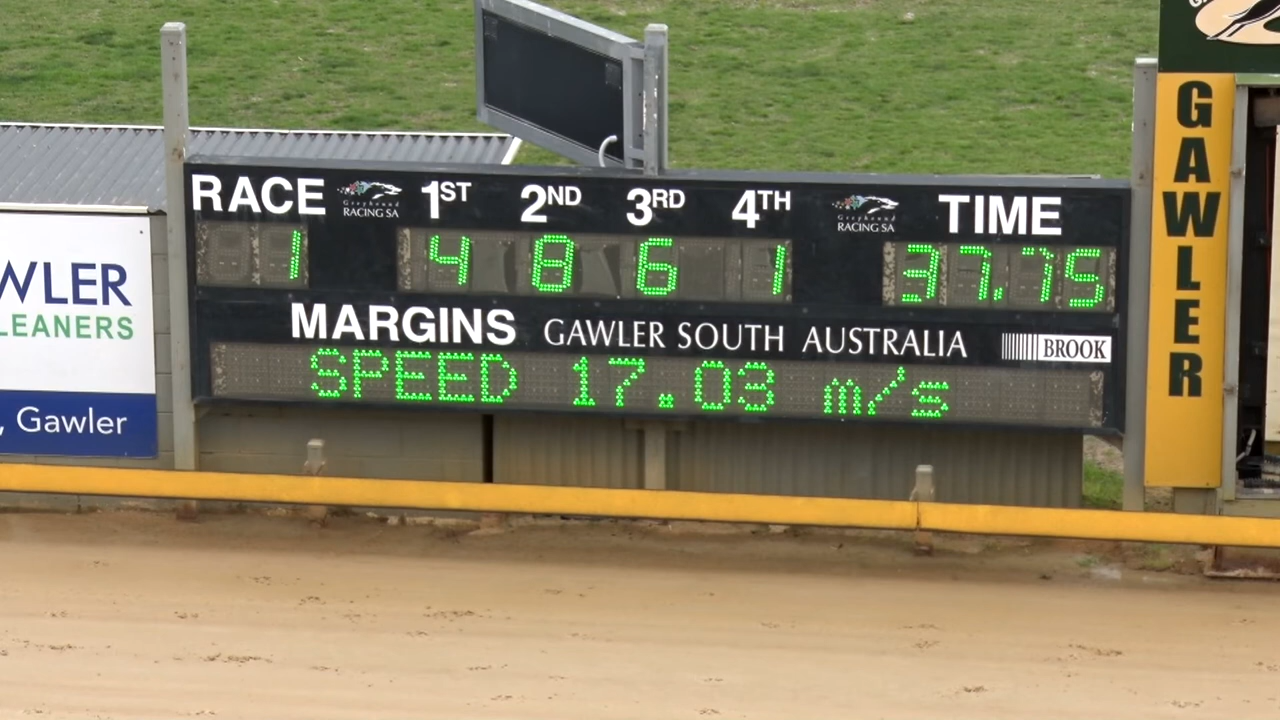 RACE 1ST 2ND 3RD 4TH TIME
Greyhound RACING SA
Greyhound RACING SA
1 4 8 6 1 37.75
MARGINS GAWLER SOUTH AUSTRALIA BROOK
SPEED 17.03 m/s
WLER
LEANERS
, Gawler
GAWLER